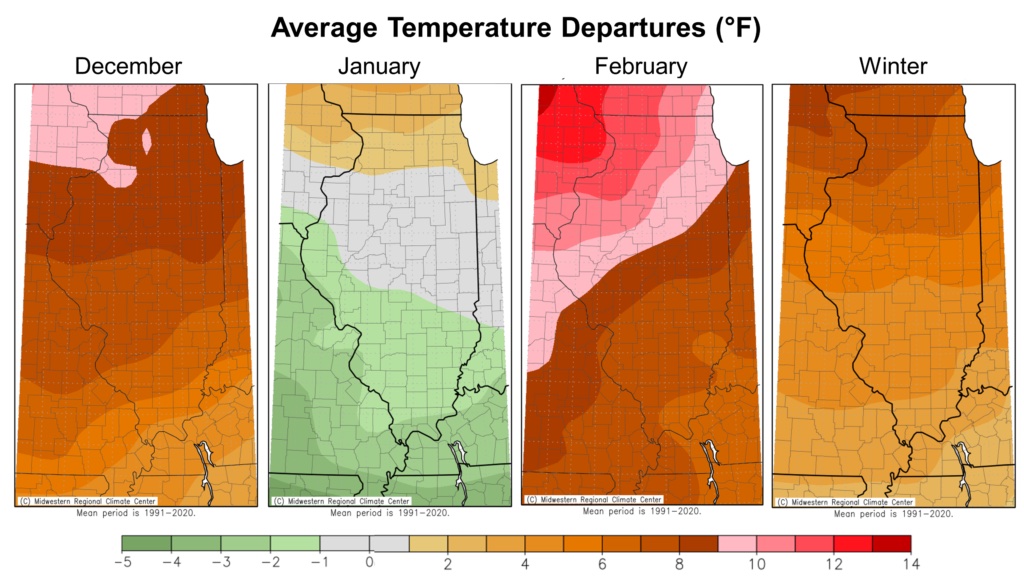 Average Temperature Departures (°F)
December January February Winter
(C) Midwestern Regional Climate Center (C) Midwestern Regional Climate Center (C) Midwestern Regional Climate Center (C) Midwestern Regional Climate Center
Mean period is 1991-2020. Mean period is 1991-2020. Mean period is 1991-2020. Mean period is 1991-2020.
-5 -4 -3 -2 -1 0 2 4 6 8 10 12 14